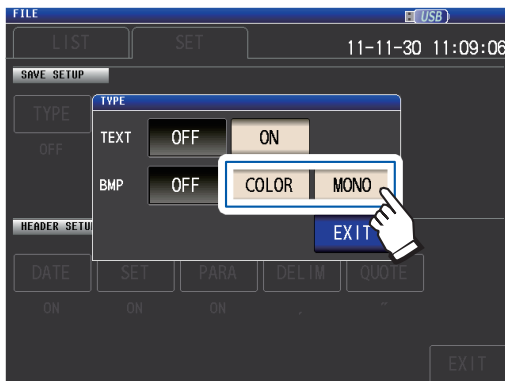 FILE USB
LIST SET 11-11-30 11:09:06
SAVE SETUP
TYPE
OFF
TYPE
TEXT OFF ON
BMP OFF COLOR MONO
EXIT
HEADER SETU
DATE SET PARA DELIM QUOTE
ON ON ON , ~
EXIT